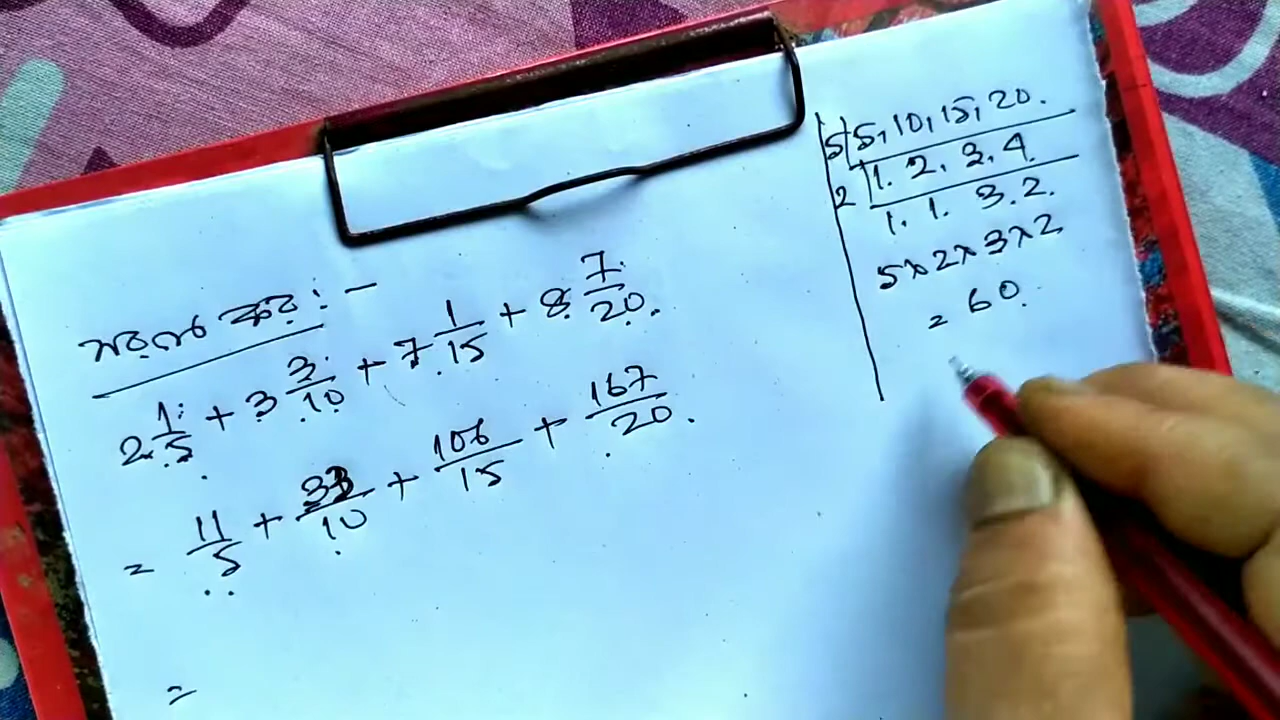 সরল কর : –
2 1/5 + 3 3/10 + 7 1/15 + 8 7/20.
= 11/5 + 33/10 + 106/15 + 167/20.
=
5 | 5, 10, 15, 20.
2 | 1. 2. 3. 4.
1. 1. 3. 2.
5×2×3×2
= 60.